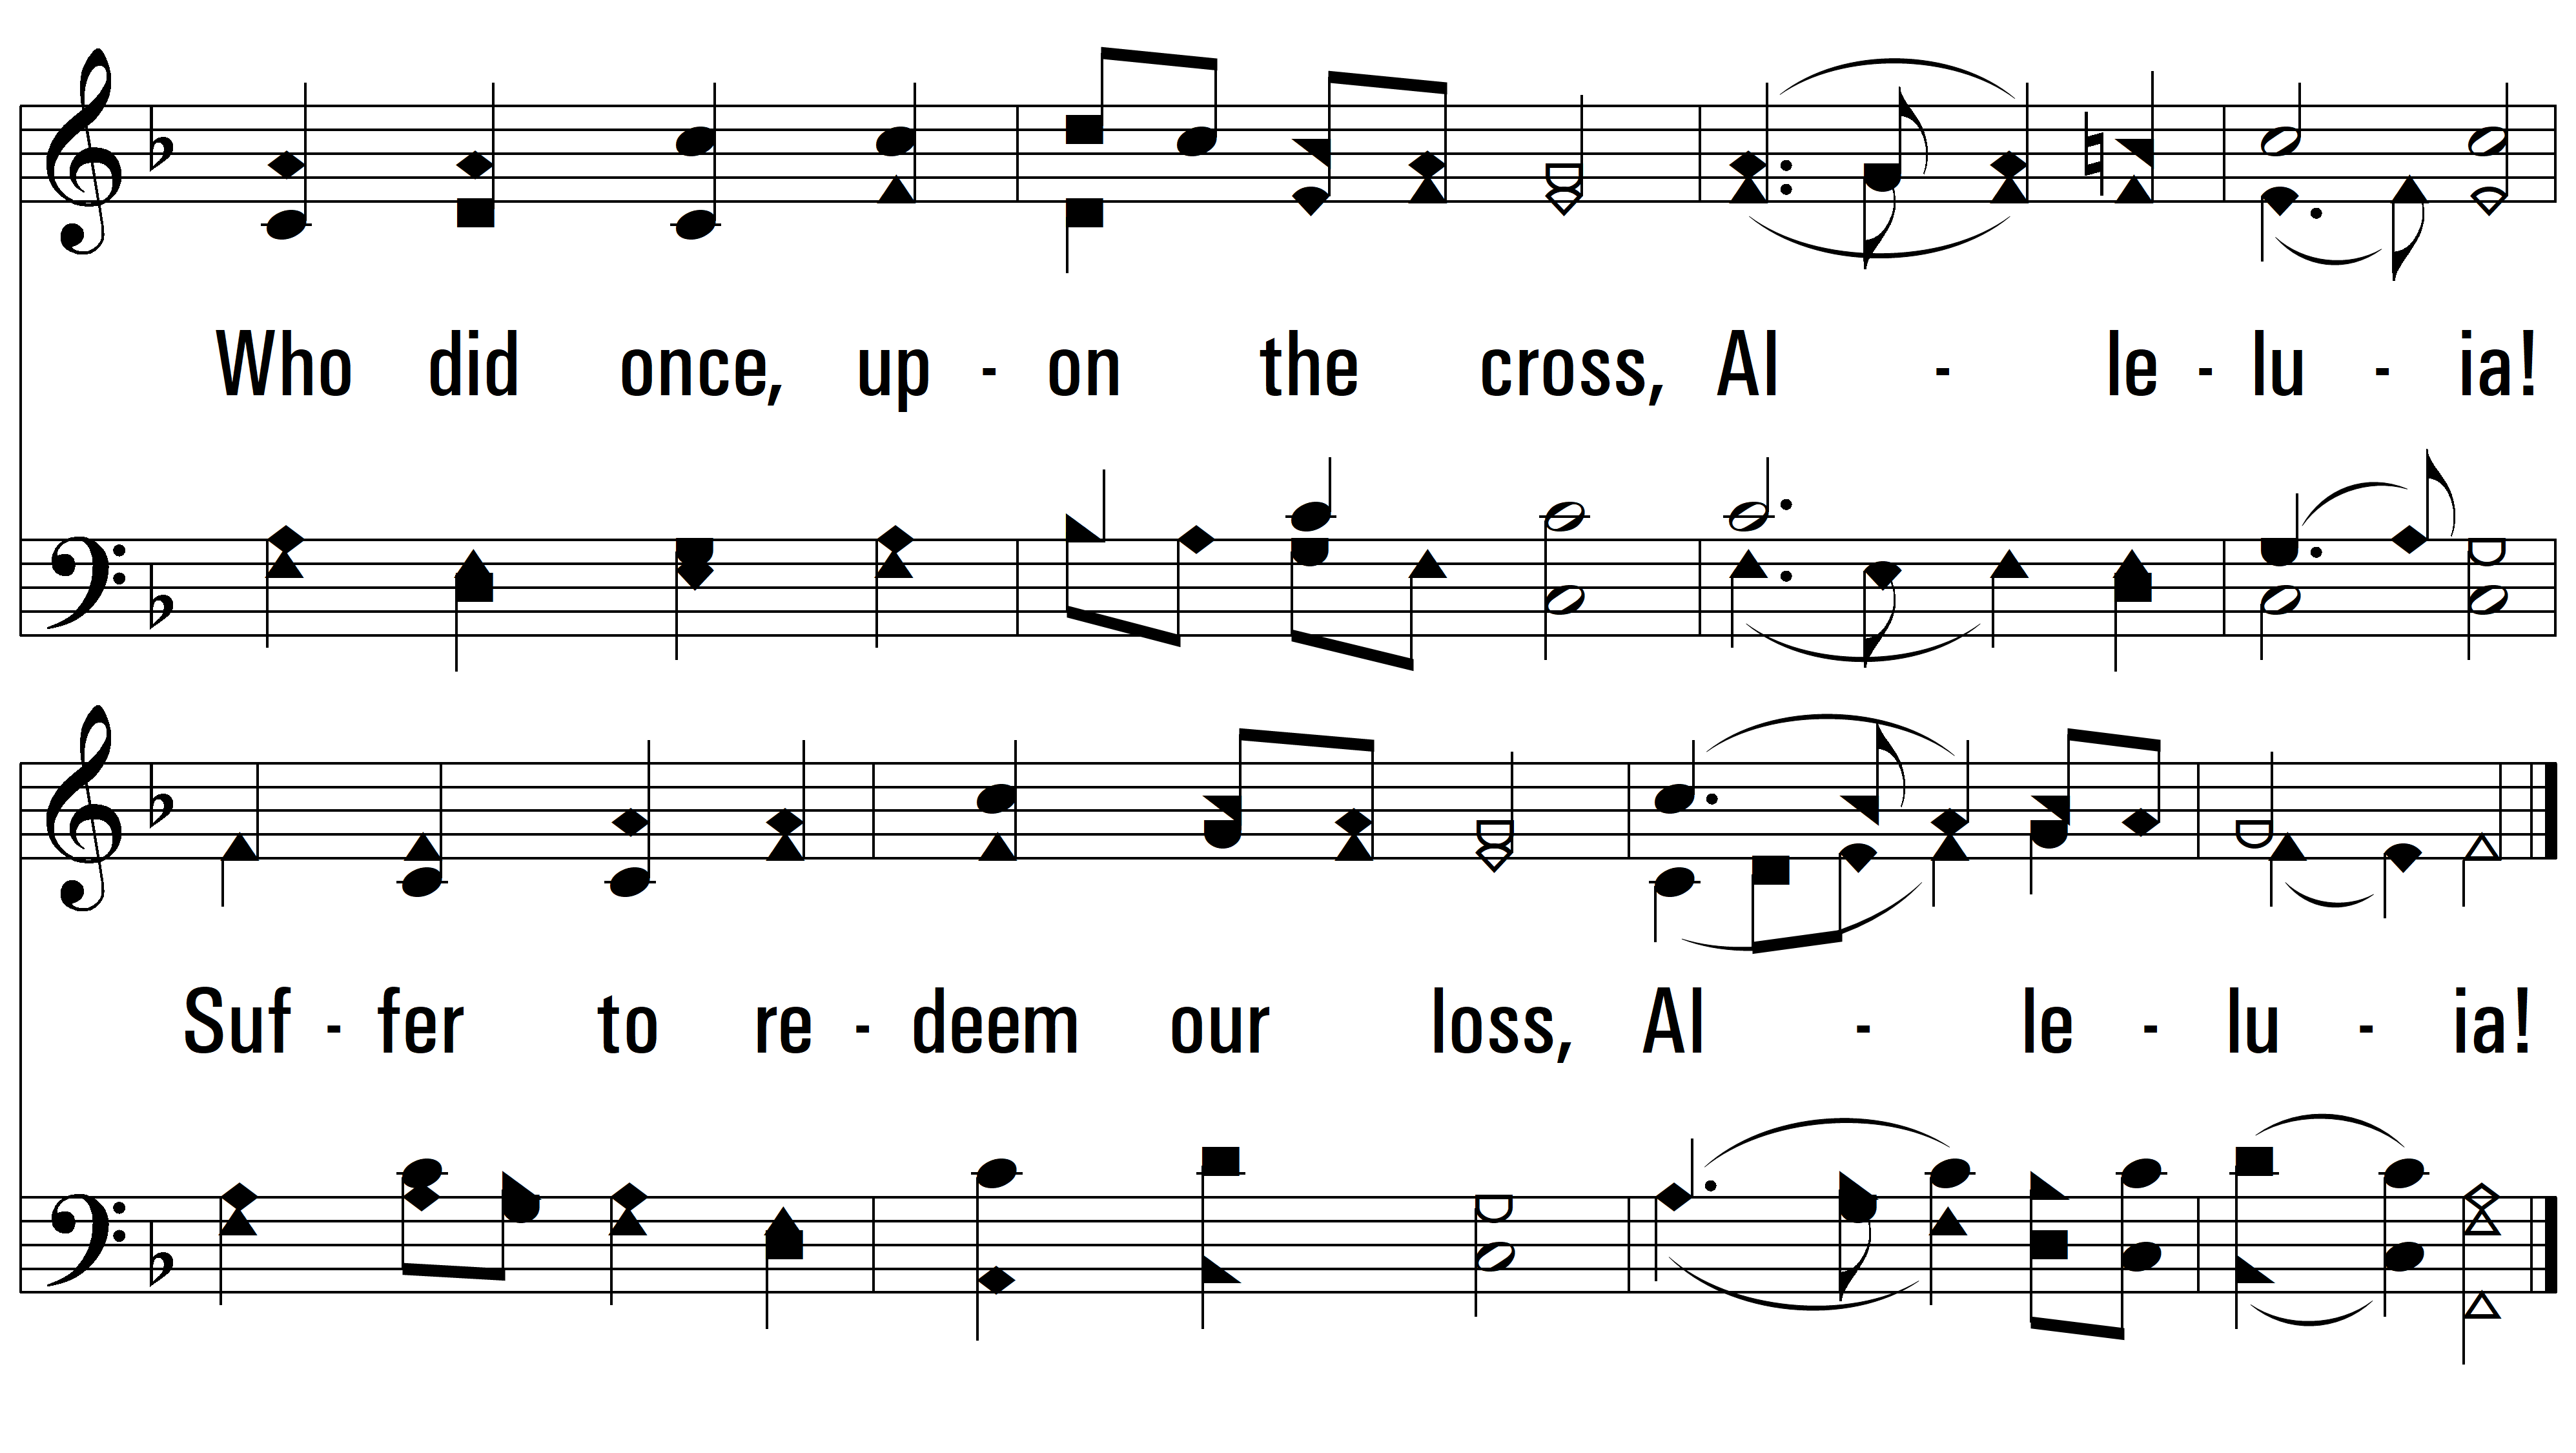 Who did once, up - on the cross, Al - le - lu - ia!
Suf - fer to re - deem our loss, Al - le - lu - ia!